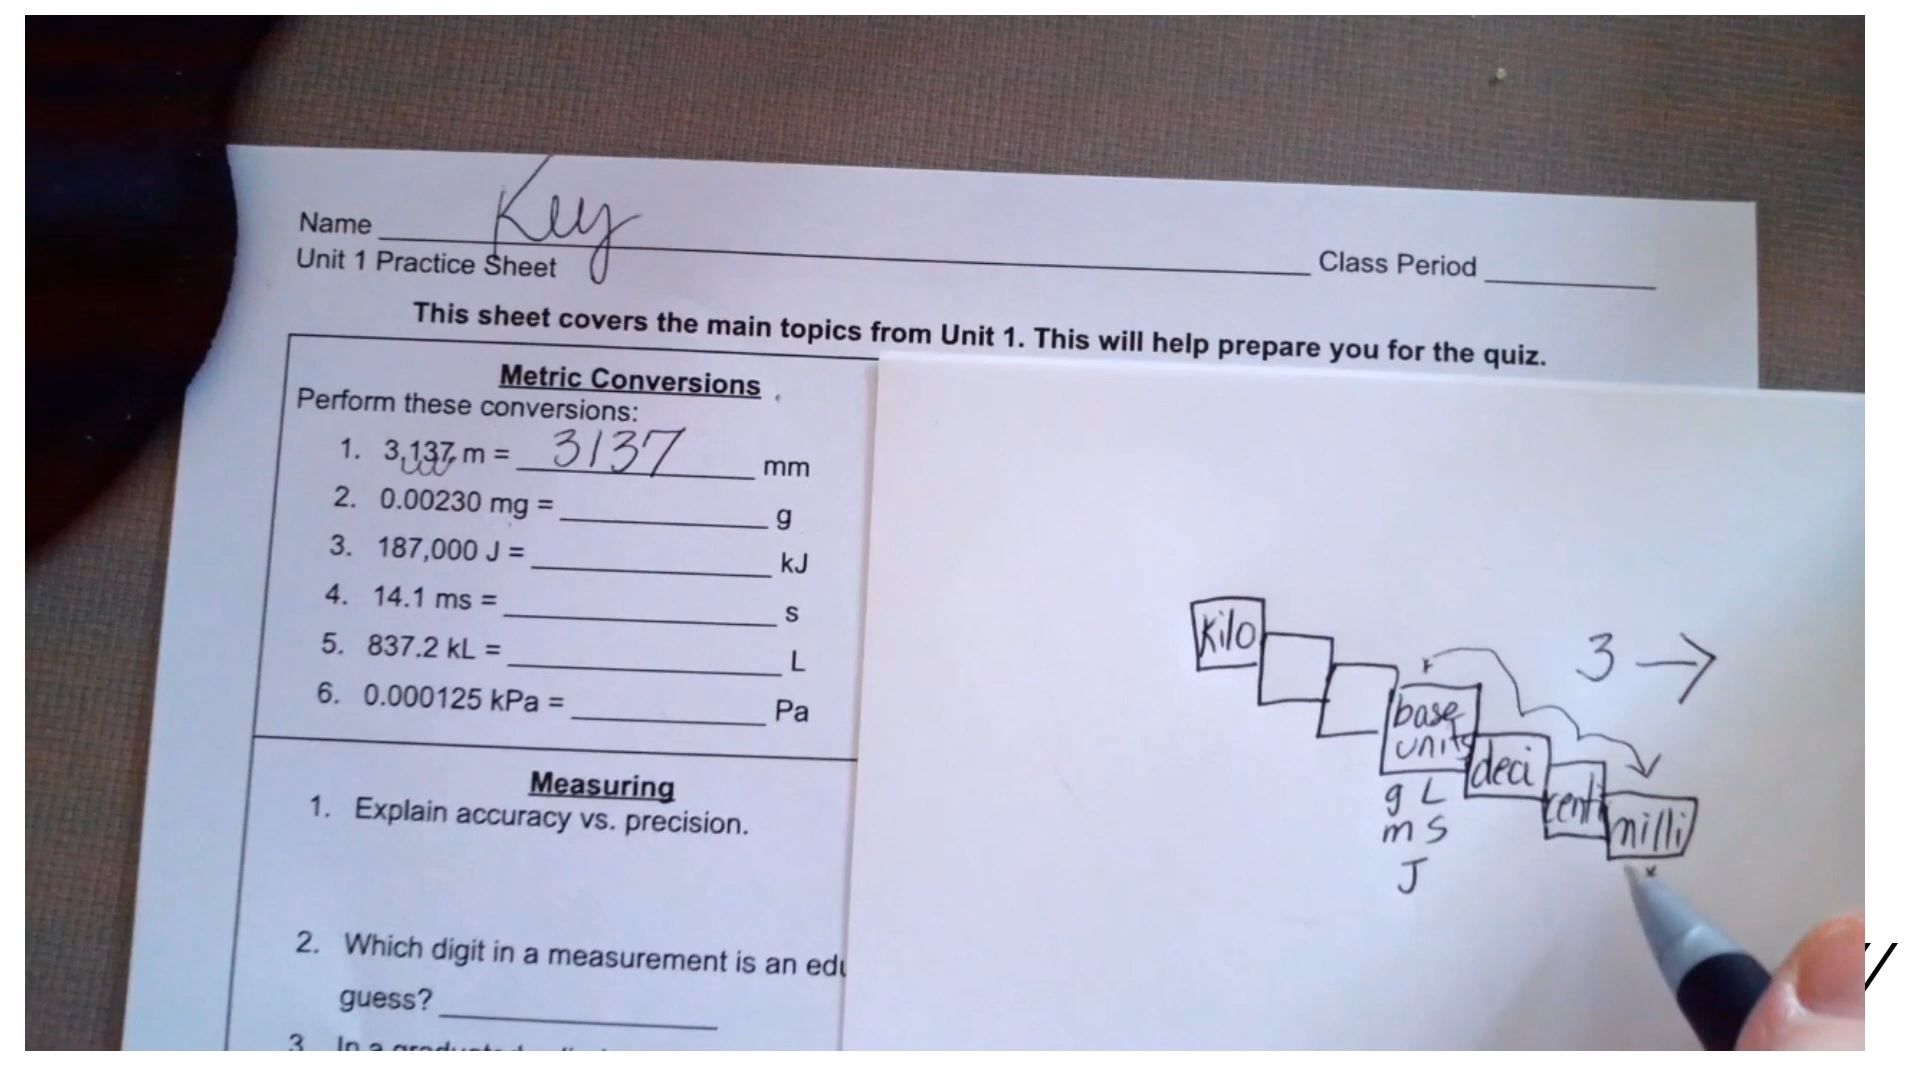 Name Key Class Period
Unit 1 Practice Sheet
This sheet covers the main topics from Unit 1. This will help prepare you for the quiz.
Metric Conversions
Perform these conversions:
1. 3,137 m = 3137 mm
2. 0.00230 mg = g
3. 187,000 J = kJ
4. 14.1 ms = s
5. 837.2 kL = L
6. 0.000125 kPa = Pa
Measuring
1. Explain accuracy vs. precision.
2. Which digit in a measurement is an edu
guess?
3. In a
kilo
base
units
deci
centi
milli
g L
m S
J
3 →